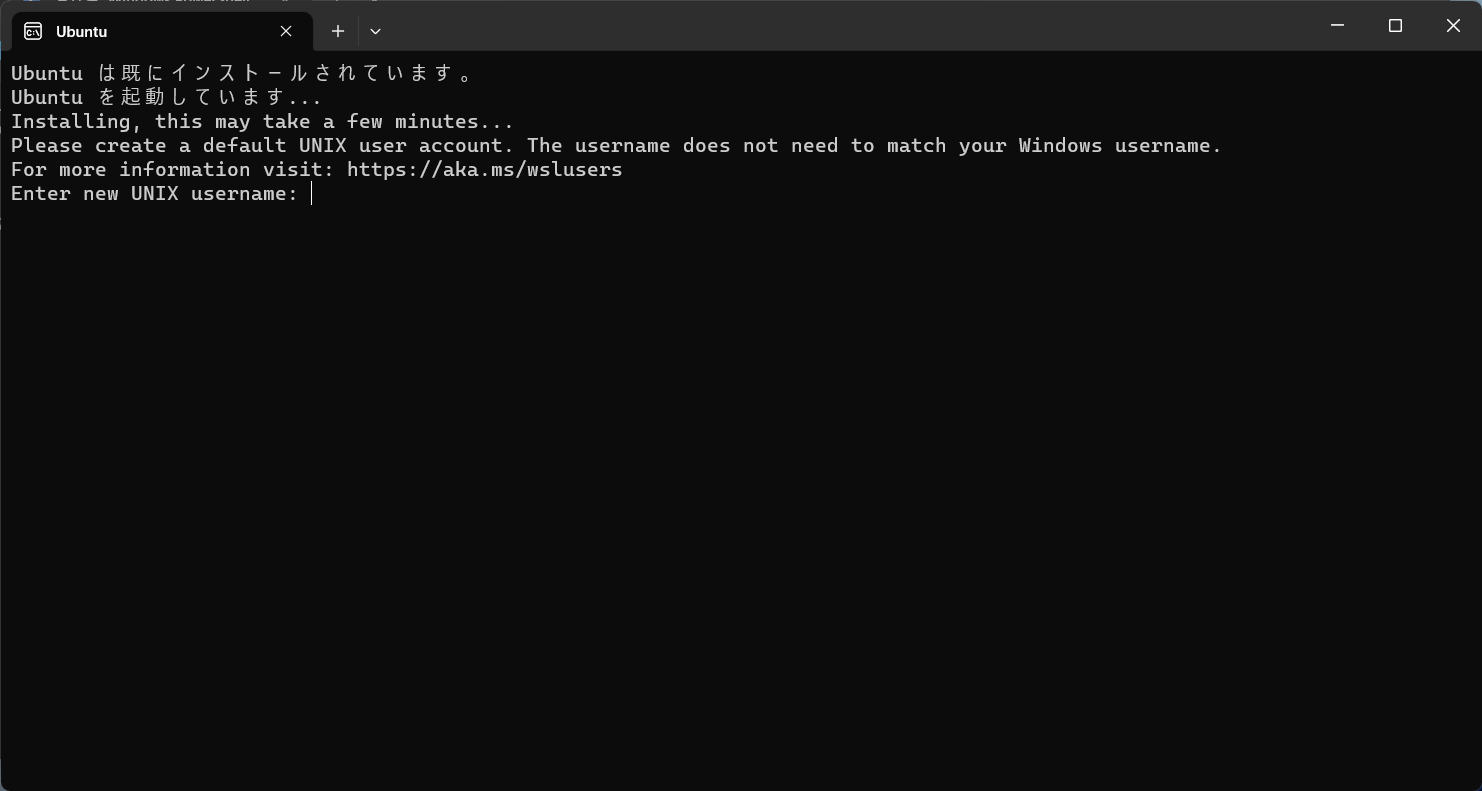 Ubuntu
Ubuntu は既にインストールされています。
Ubuntu を起動しています...
Installing, this may take a few minutes...
Please create a default UNIX user account. The username does not need to match your Windows username.
For more information visit: https://aka.ms/wslusers
Enter new UNIX username: